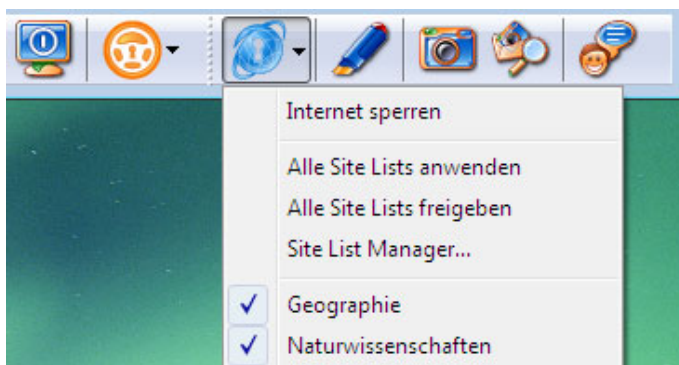 Internet sperren
Alle Site Lists anwenden
Alle Site Lists freigeben
Site List Manager...
Geographie
Naturwissenschaften